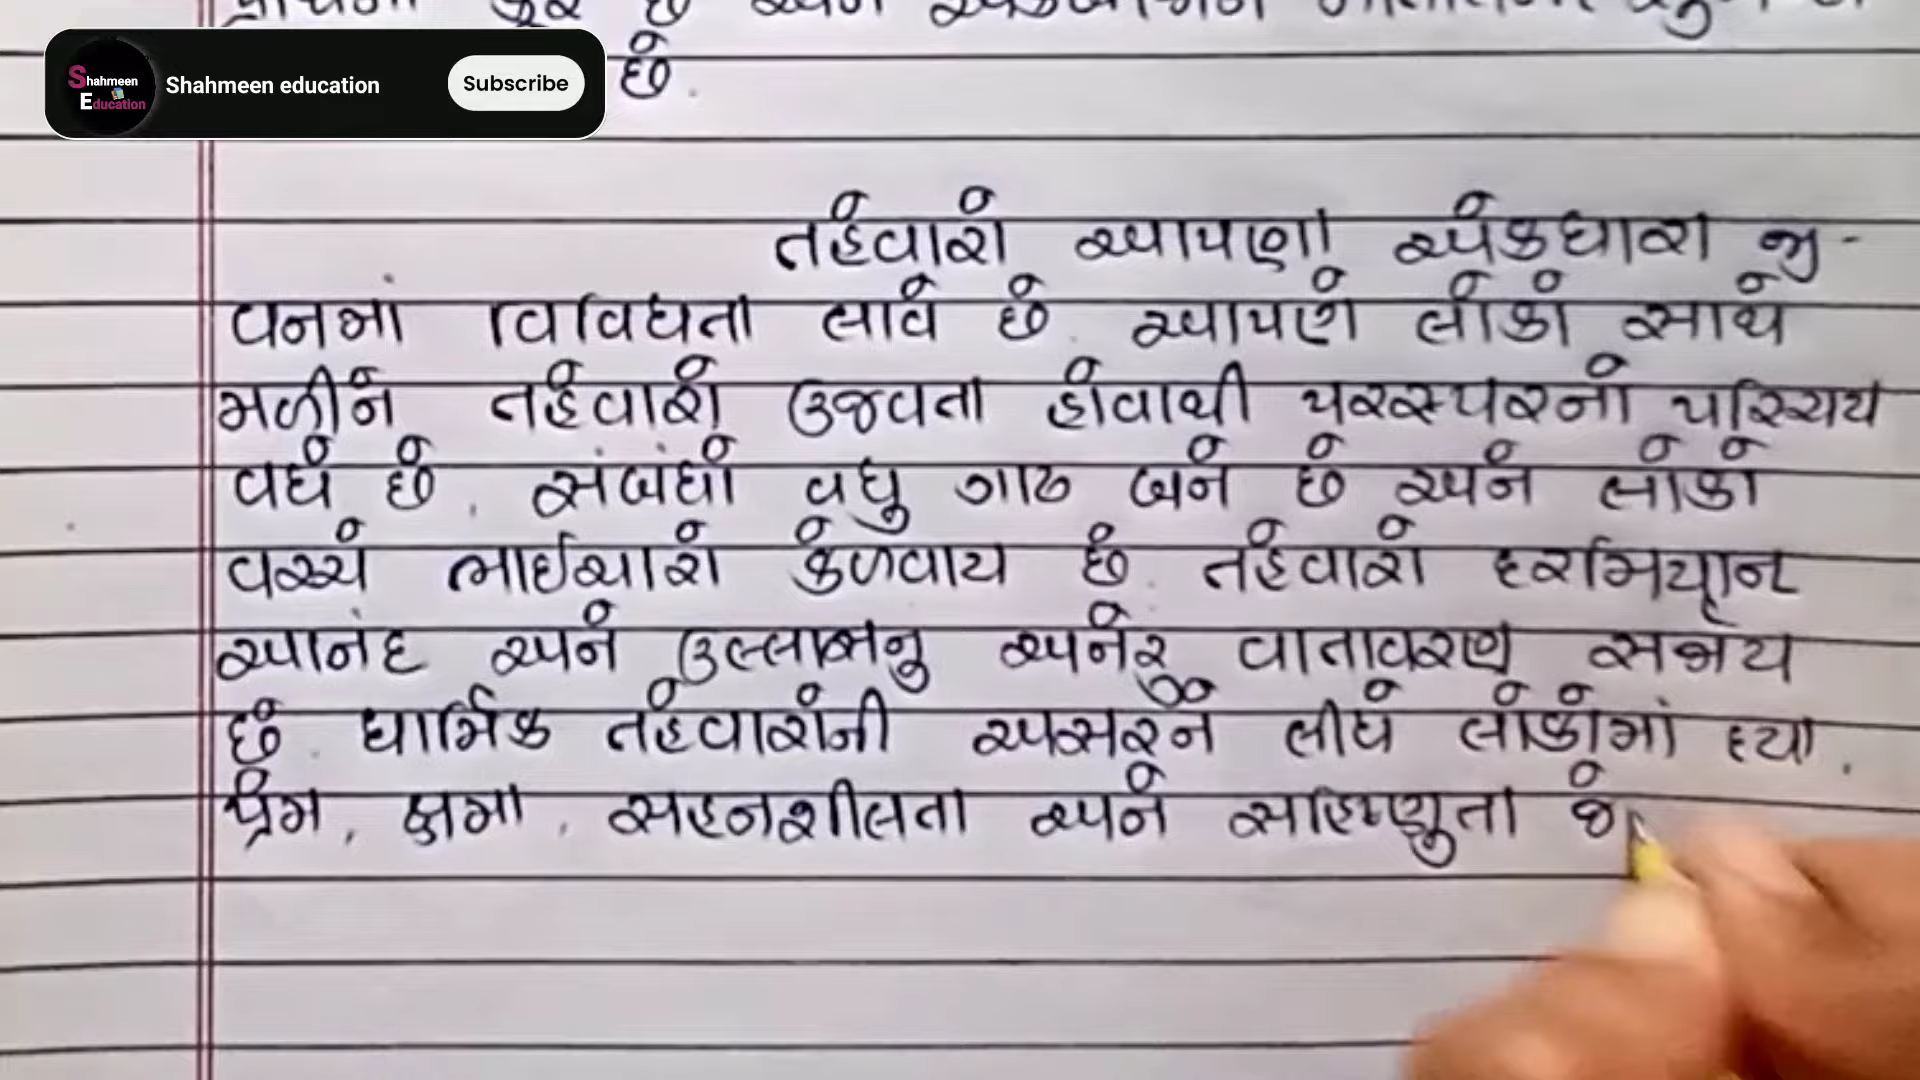 છે.
Shahmeen Education
Shahmeen education
Subscribe
તહેવારો આપણા એકધારા જી-
વનમાં વિવિધતા લાવે છે. આપણે લોકો સાથે
મળીને તહેવારો ઉજવતા હોવાથી પરસ્પરનો પરિચય
વધે છે. સંબંધો વધુ ગાઢ બને છે અને લોકો
વચ્ચે ભાઈચારો કેળવાય છે. તહેવારો દરમિયાન
આનંદ અને ઉલ્લાસનુ અનેરૂ વાતાવરણ સર્જાય
છે. ધાર્મિક તહેવારોની અસરને લીધે લોકોમાં દયા.
પ્રેમ, ક્ષમા, સહનશીલતા અને સહિષ્ણુતા જે